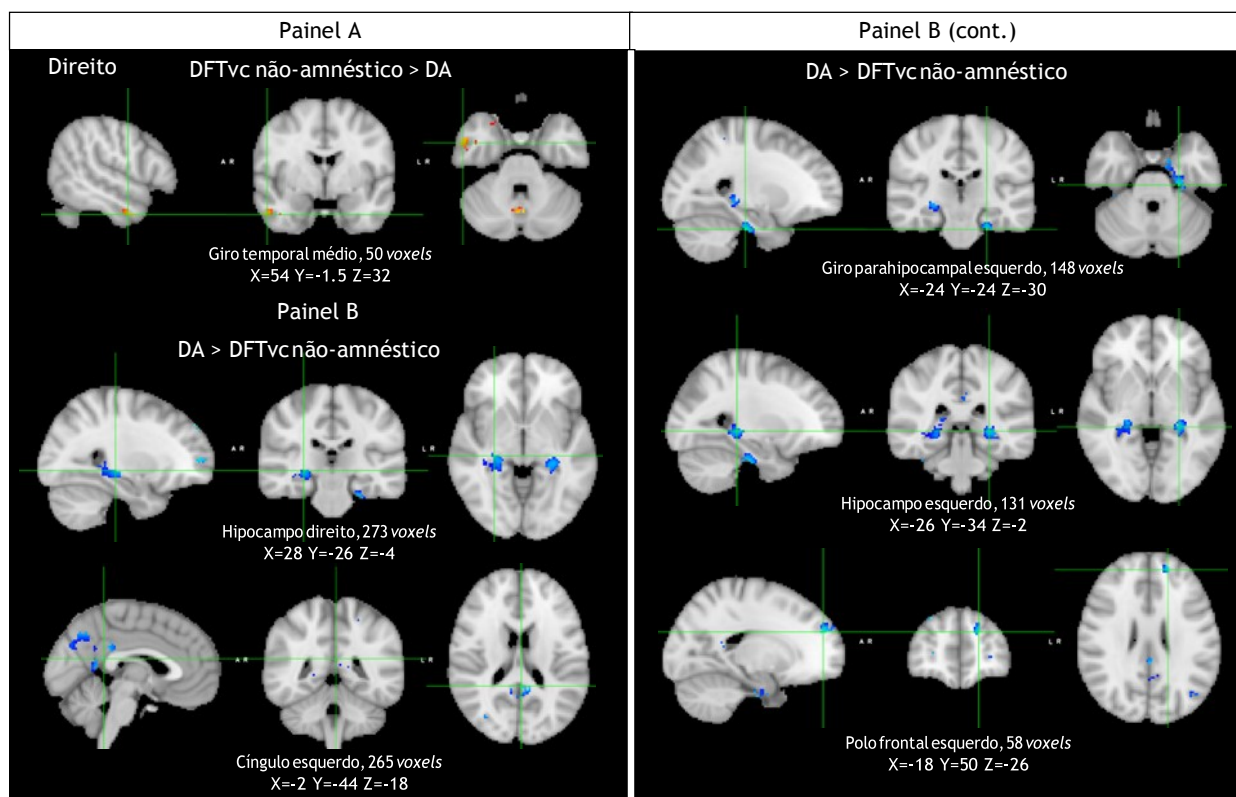 Painel A
Direito
DFTvc não-amnéstico > DA
A R
L R
Giro temporal médio, 50 voxels
X=54 Y=-1.5 Z=32
Painel B
DA > DFTvc não-amnéstico
A R
L R
Hipocampo direito, 273 voxels
X=28 Y=-26 Z=-4
A R
L R
Cíngulo esquerdo, 265 voxels
X=-2 Y=-44 Z=-18
Painel B (cont.)
DA > DFTvc não-amnéstico
A R
L R
Giro parahipocampal esquerdo, 148 voxels
X=-24 Y=-24 Z=-30
A R
L R
Hipocampo esquerdo, 131 voxels
X=-26 Y=-34 Z=-2
A R
L R
Polo frontal esquerdo, 58 voxels
X=-18 Y=50 Z=-26